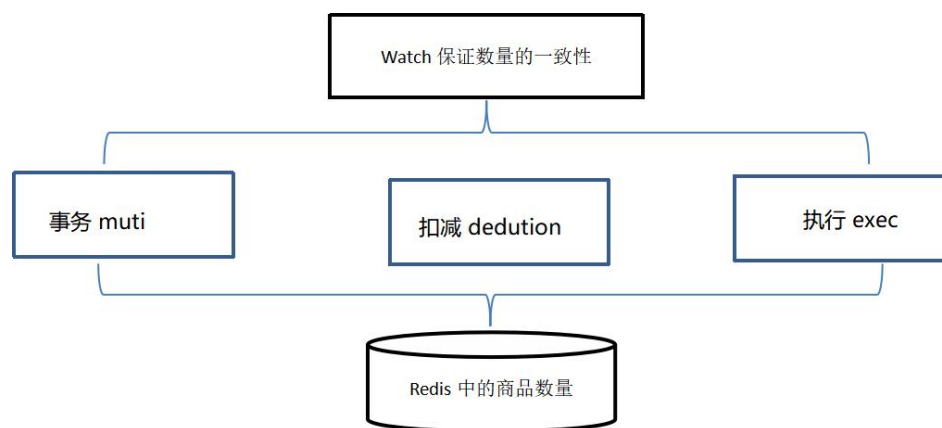 Watch 保证数量的一致性
事务 muti
扣减 dedution
执行 exec
Redis 中的商品数量